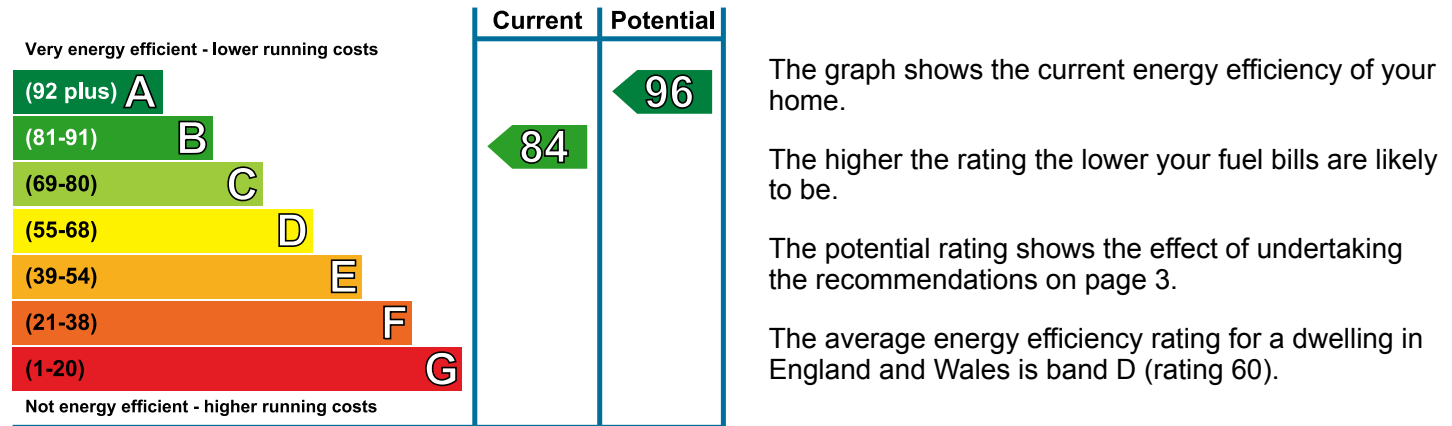 Current Potential
Very energy efficient - lower running costs
(92 plus) A
96
(81-91) B
84
(69-80) C
(55-68) D
(39-54) E
(21-38) F
(1-20) G
Not energy efficient - higher running costs
The graph shows the current energy efficiency of your
home.
The higher the rating the lower your fuel bills are likely
to be.
The potential rating shows the effect of undertaking
the recommendations on page 3.
The average energy efficiency rating for a dwelling in
England and Wales is band D (rating 60).